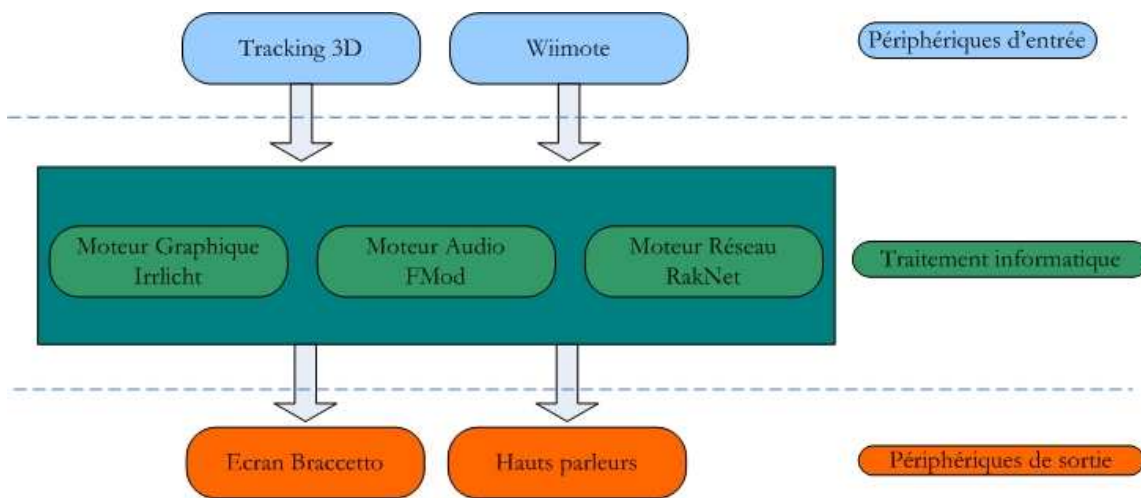 Tracking 3D
Wiimote
Périphériques d'entrée
Moteur Graphique
Irrlicht
Moteur Audio
FMod
Moteur Réseau
RakNet
Traitement informatique
Ecran Braccetto
Hauts parleurs
Périphériques de sortie